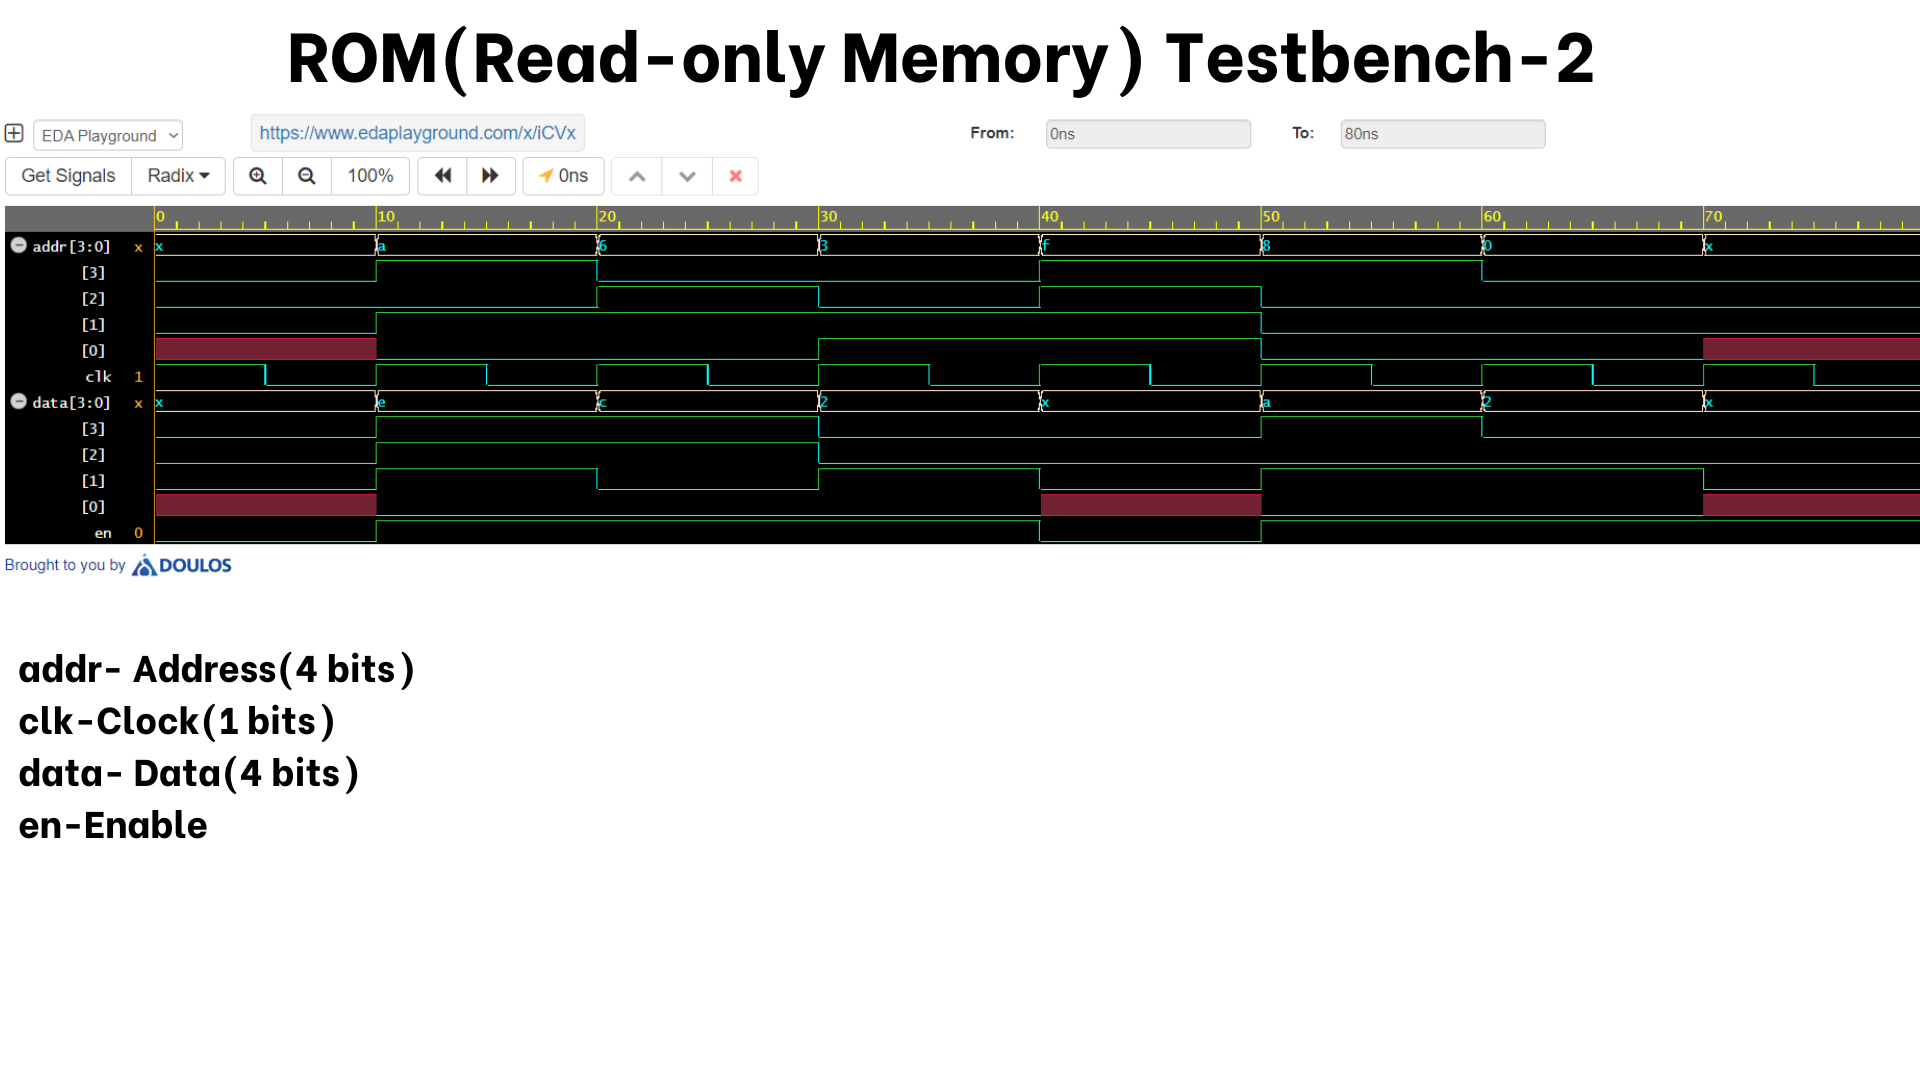 ROM(Read-only Memory) Testbench-2
EDA Playground https://www.edaplayground.com/x/iCVx From: 0ns To: 80ns
Get Signals Radix 100% 0ns
0 10 20 30 40 50 60 70
addr[3:0] x x a 6 3 f 8 0 x
[3]
[2]
[1]
[0]
clk 1
data[3:0] x x e c 2 x a 2 x
[3]
[2]
[1]
[0]
en 0
Brought to you by DOULOS
addr- Address(4 bits)
clk-Clock(1 bits)
data- Data(4 bits)
en-Enable